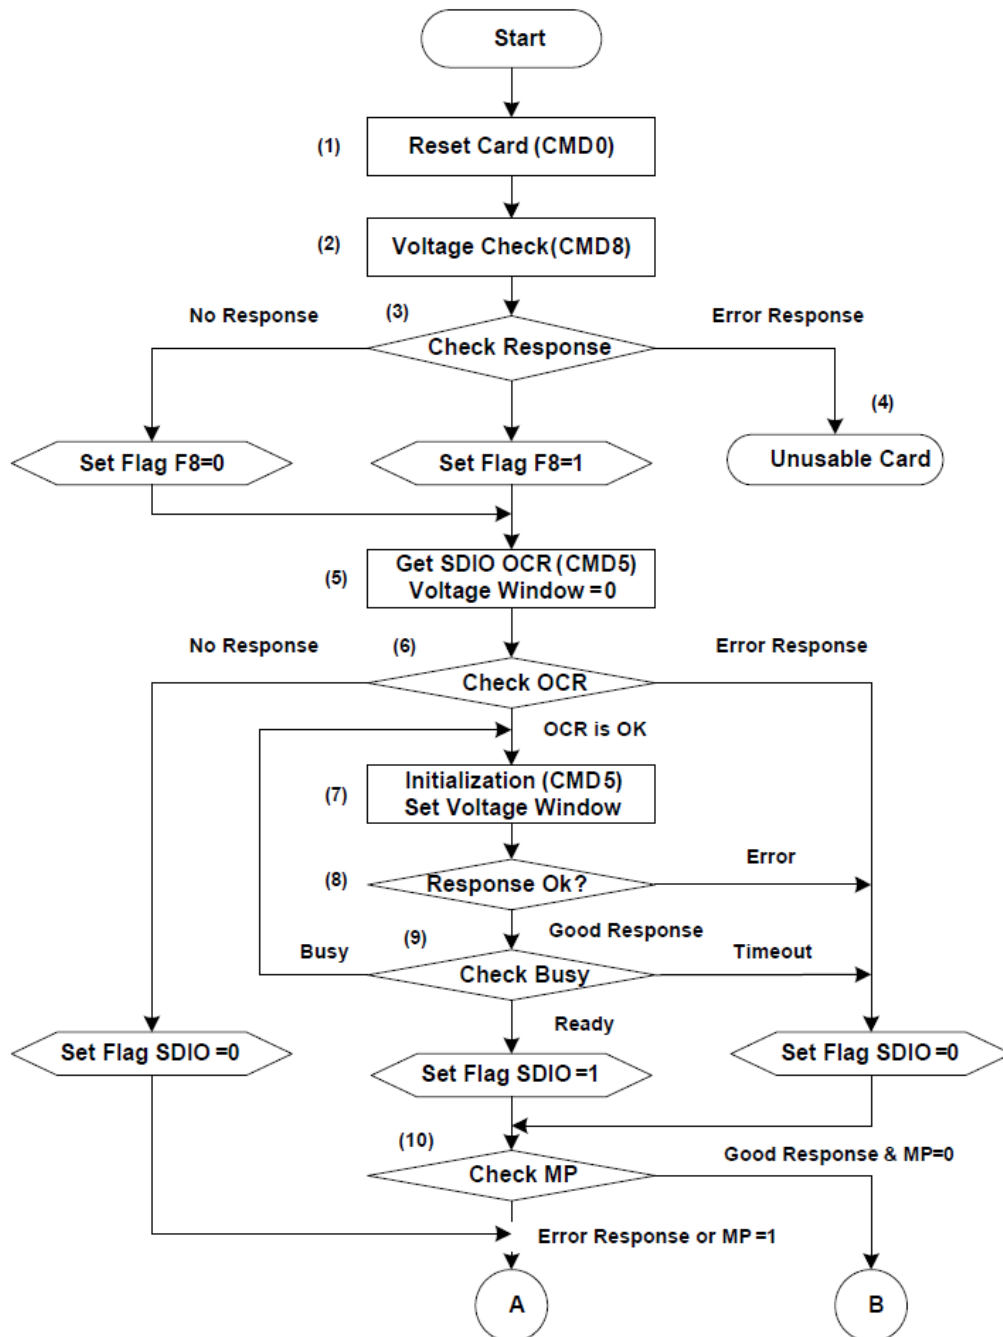 Start
(1)
Reset Card (CMD0)
(2)
Voltage Check (CMD8)
No Response
(3)
Error Response
Check Response
(4)
Set Flag F8=0
Set Flag F8=1
Unusable Card
(5)
Get SDIO OCR (CMD5)
Voltage Window =0
No Response
(6)
Error Response
Check OCR
OCR is OK
(7)
Initialization (CMD5)
Set Voltage Window
Error
(8)
Response Ok?
Good Response
Busy
(9)
Timeout
Check Busy
Ready
Set Flag SDIO =0
Set Flag SDIO =1
Set Flag SDIO =0
(10)
Good Response & MP=0
Check MP
Error Response or MP =1
A
B